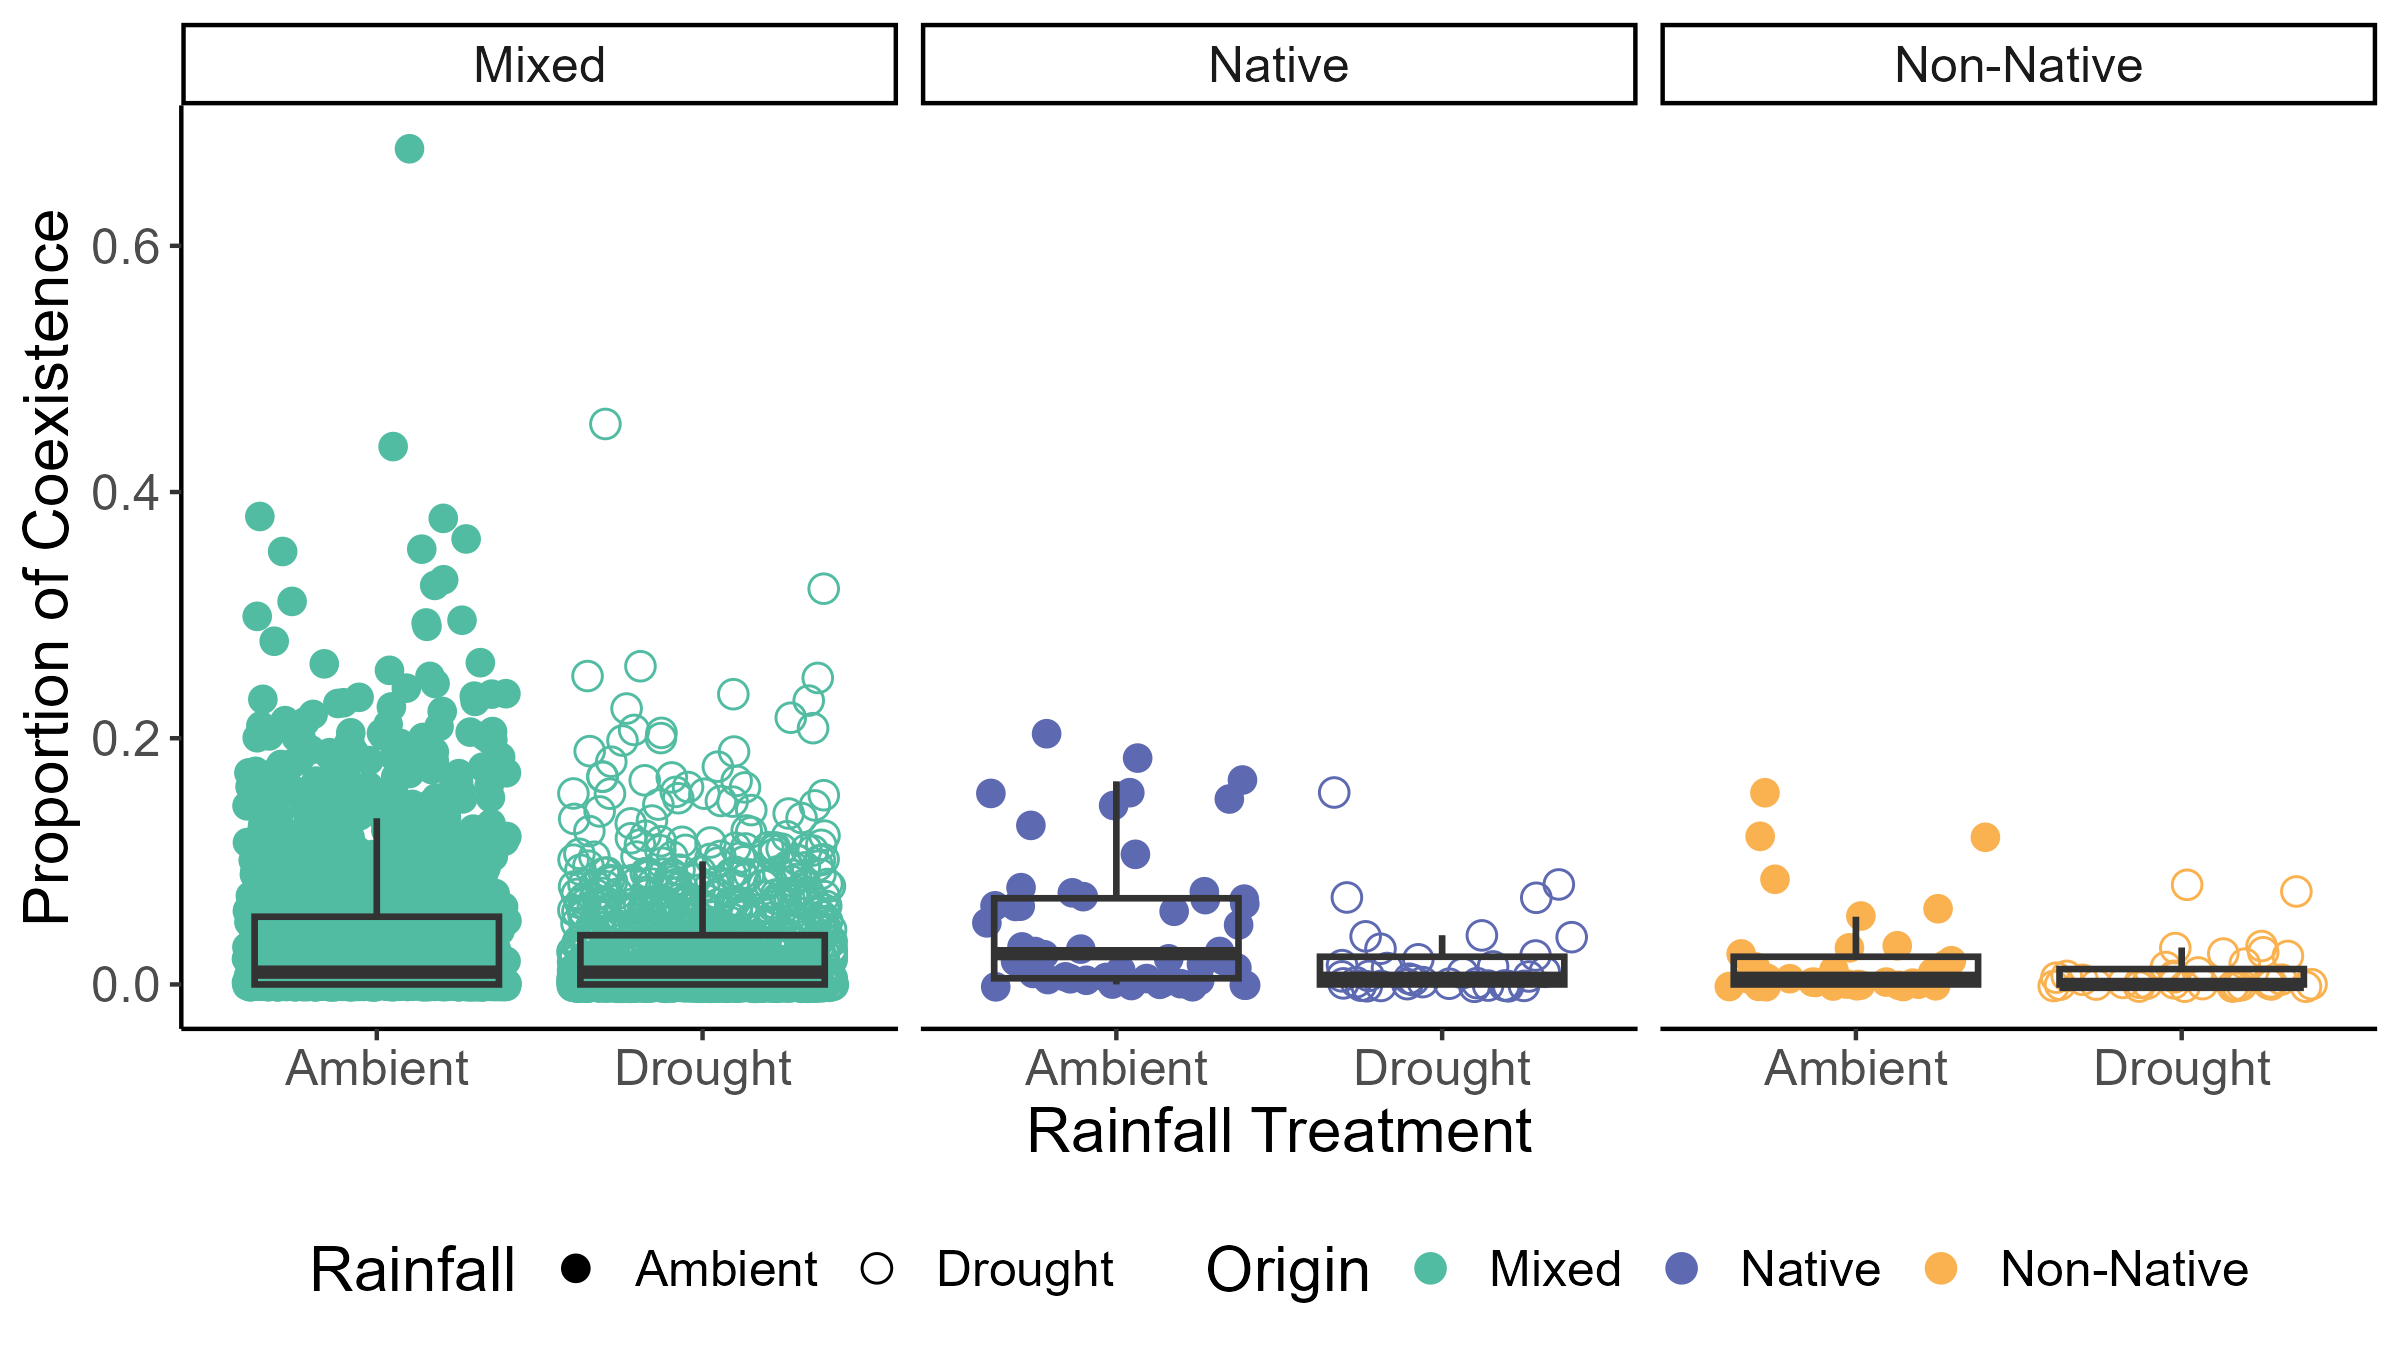 Mixed Native Non-Native
Proportion of Coexistence
0.6
0.4
0.2
0.0
Ambient Drought Ambient Drought Ambient Drought
Rainfall Treatment
Rainfall Ambient Drought Origin Mixed Native Non-Native